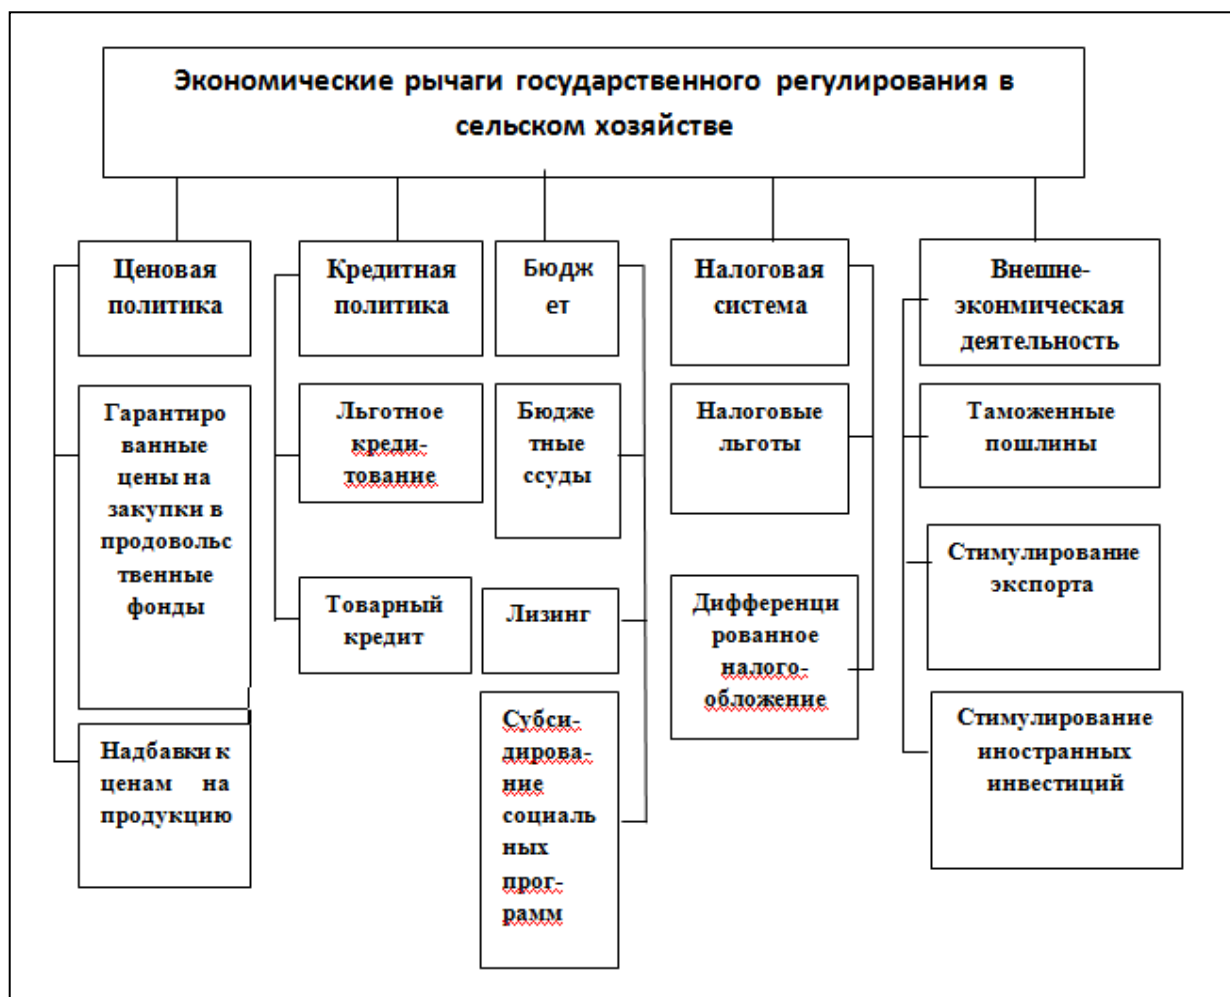 Экономические рычаги государственного регулирования в
сельском хозяйстве
Ценовая
политика
Гарантиро
ванные
цены на
закупки в
продовольс
твенные
фонды
Надбавки к
ценам на
продукцию
Кредитная
политика
Льготное
креди-
тование
Товарный
кредит
Бюдж
ет
Бюдже
тные
ссуды
Лизинг
Субси-
дирова-
ние
социаль
ных
прог-
рамм
Налоговая
система
Налоговые
льготы
Дифференци
рованное
налого-
обложение
Внешне-
эконмическая
деятельность
Таможенные
пошлины
Стимулирование
экспорта
Стимулирование
иностранных
инвестиций